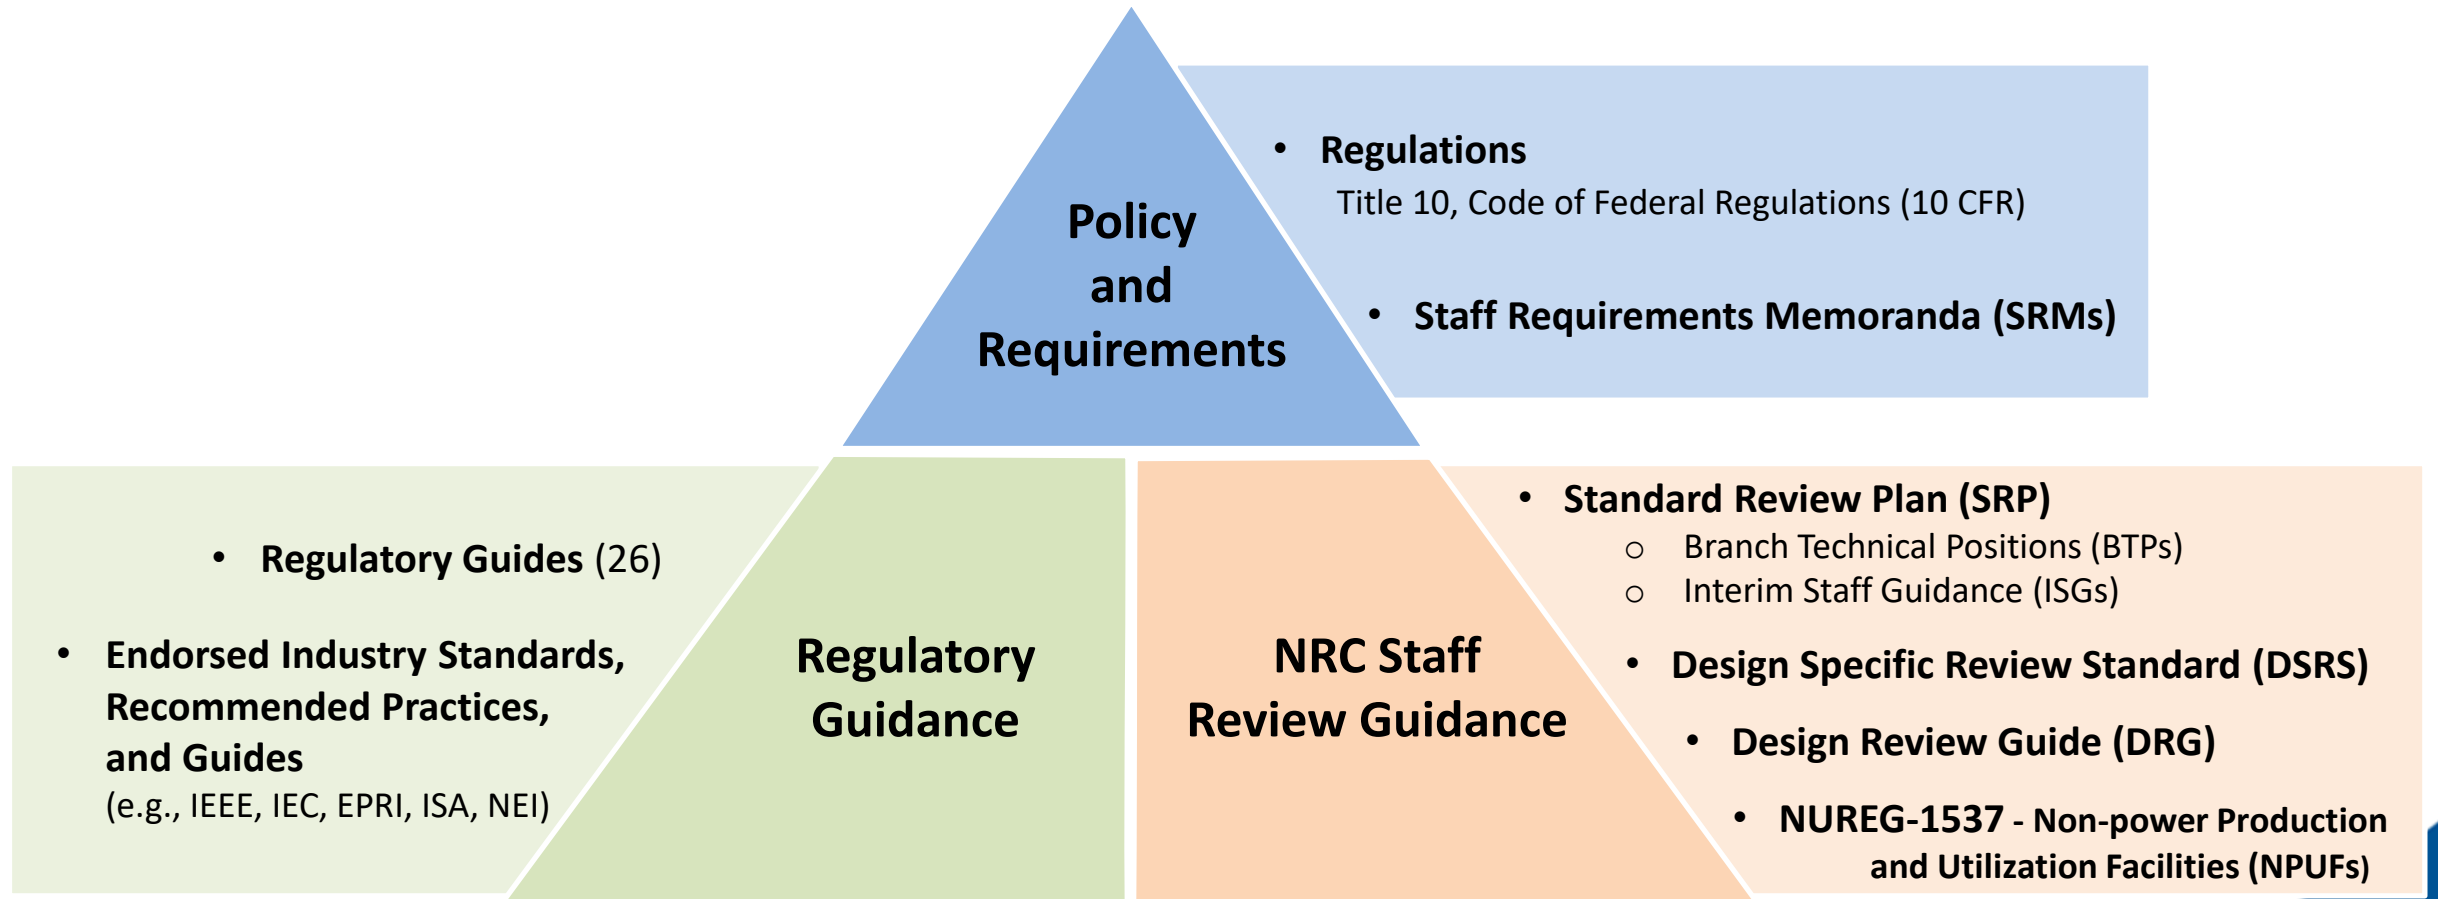 Policy
and
Requirements
• Regulations
Title 10, Code of Federal Regulations (10 CFR)
• Staff Requirements Memoranda (SRMs)
• Regulatory Guides (26)
• Endorsed Industry Standards,
Recommended Practices,
and Guides
(e.g., IEEE, IEC, EPRI, ISA, NEI)
Regulatory
Guidance
NRC Staff
Review Guidance
• Standard Review Plan (SRP)
o Branch Technical Positions (BTPs)
o Interim Staff Guidance (ISGs)
• Design Specific Review Standard (DSRS)
• Design Review Guide (DRG)
• NUREG-1537 - Non-power Production
and Utilization Facilities (NPUFs)